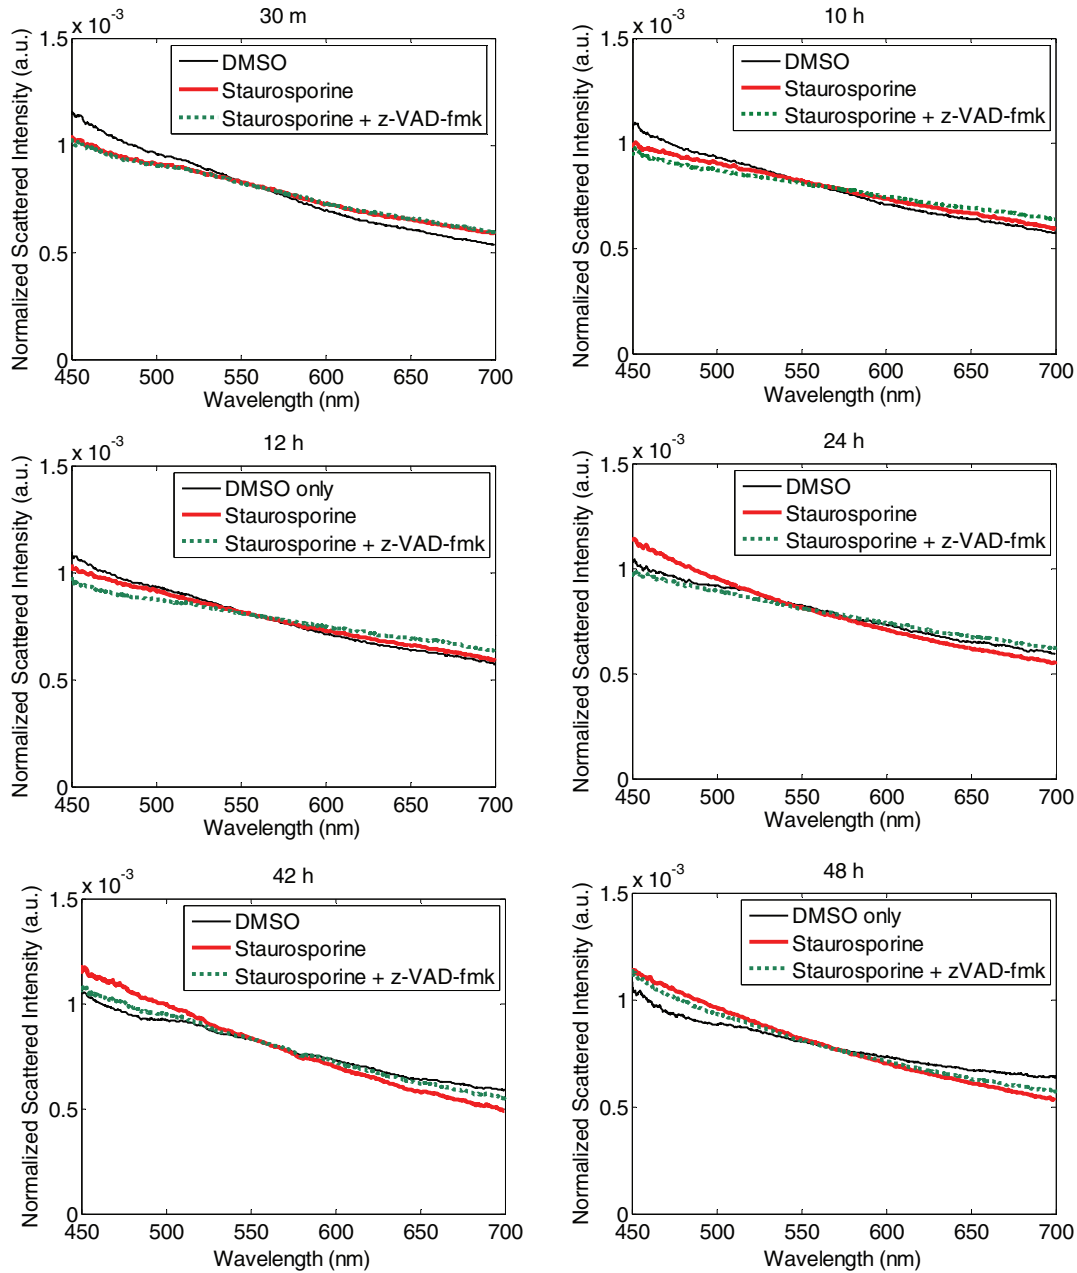 30 m
x 10-3
1.5
1
0.5
0
Normalized Scattered Intensity (a.u.)
DMSO
Staurosporine
Staurosporine + z-VAD-fmk
450 500 550 600 650 700
Wavelength (nm)
10 h
x 10-3
1.5
1
0.5
0
Normalized Scattered Intensity (a.u.)
DMSO
Staurosporine
Staurosporine + z-VAD-fmk
450 500 550 600 650 700
Wavelength (nm)
12 h
x 10-3
1.5
1
0.5
0
Normalized Scattered Intensity (a.u.)
DMSO only
Staurosporine
Staurosporine + z-VAD-fmk
450 500 550 600 650 700
Wavelength (nm)
24 h
x 10-3
1.5
1
0.5
0
Normalized Scattered Intensity (a.u.)
DMSO
Staurosporine
Staurosporine + z-VAD-fmk
450 500 550 600 650 700
Wavelength (nm)
42 h
x 10-3
1.5
1
0.5
0
Normalized Scattered Intensity (a.u.)
DMSO
Staurosporine
Staurosporine + z-VAD-fmk
450 500 550 600 650 700
Wavelength (nm)
48 h
x 10-3
1.5
1
0.5
0
Normalized Scattered Intensity (a.u.)
DMSO only
Staurosporine
Staurosporine + zVAD-fmk
450 500 550 600 650 700
Wavelength (nm)